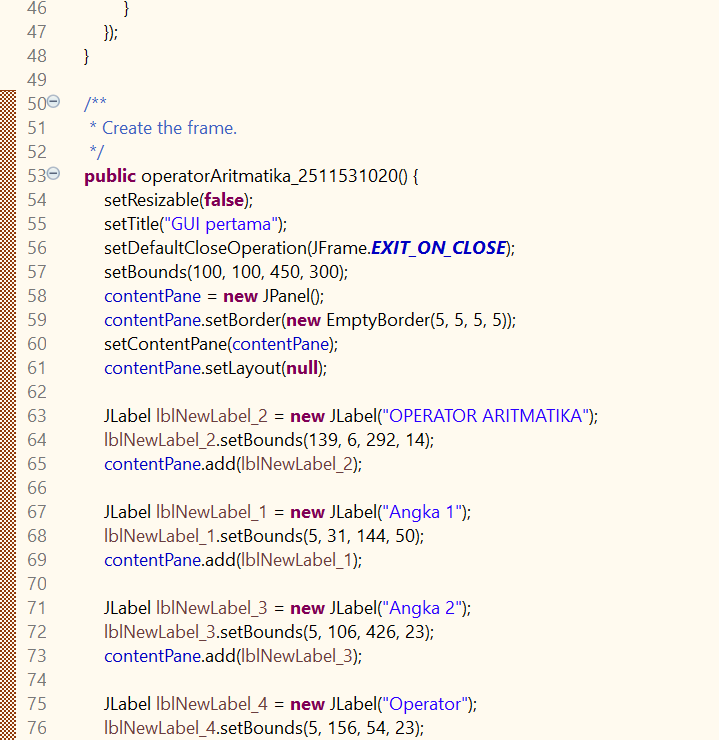 46 }
47 });
48 }
49
50 /**
51 * Create the frame.
52 */
53 public operatorAritmatika_2511531020() {
54 setResizable(false);
55 setTitle("GUI pertama");
56 setDefaultCloseOperation(JFrame.EXIT_ON_CLOSE);
57 setBounds(100, 100, 450, 300);
58 contentPane = new JPanel();
59 contentPane.setBorder(new EmptyBorder(5, 5, 5, 5));
60 setContentPane(contentPane);
61 contentPane.setLayout(null);
62
63 JLabel lblNewLabel_2 = new JLabel("OPERATOR ARITMATIKA");
64 lblNewLabel_2.setBounds(139, 6, 292, 14);
65 contentPane.add(lblNewLabel_2);
66
67 JLabel lblNewLabel_1 = new JLabel("Angka 1");
68 lblNewLabel_1.setBounds(5, 31, 144, 50);
69 contentPane.add(lblNewLabel_1);
70
71 JLabel lblNewLabel_3 = new JLabel("Angka 2");
72 lblNewLabel_3.setBounds(5, 106, 426, 23);
73 contentPane.add(lblNewLabel_3);
74
75 JLabel lblNewLabel_4 = new JLabel("Operator");
76 lblNewLabel_4.setBounds(5, 156, 54, 23);